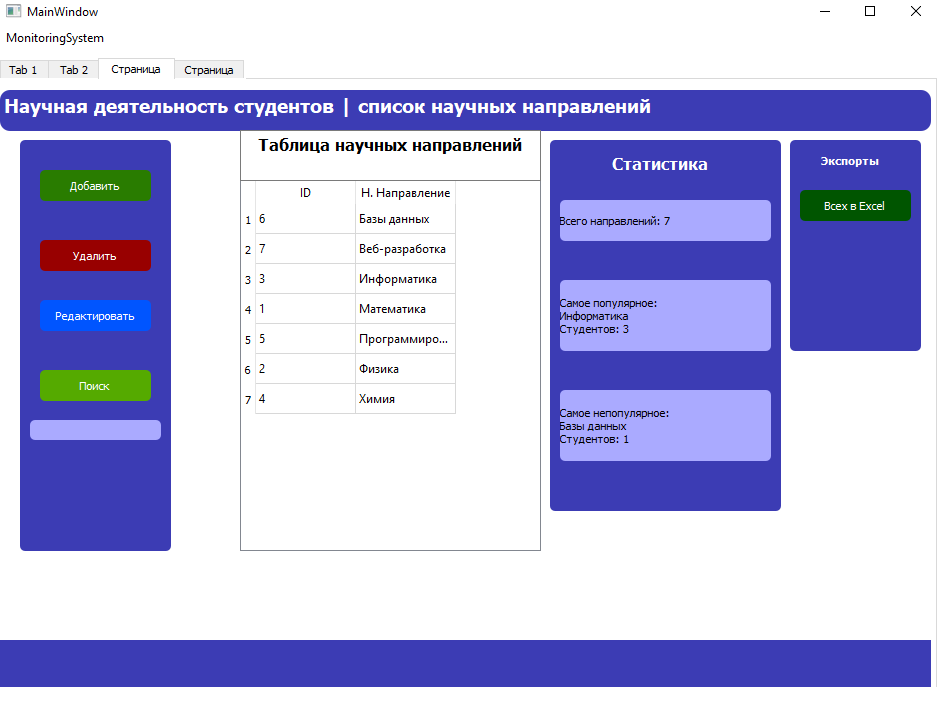 MainWindow
MonitoringSystem
Tab 1 Tab 2 Страница Страница
Научная деятельность студентов | список научных направлений
Добавить
Удалить
Редактировать
Поиск
Таблица научных направлений
ID Н. Направление
1 6 Базы данных
2 7 Веб-разработка
3 3 Информатика
4 1 Математика
5 5 Программиро...
6 2 Физика
7 4 Химия
Статистика
Всего направлений: 7
Самое популярное:
Информатика
Студентов: 3
Самое непопулярное:
Базы данных
Студентов: 1
Экспорты
Всех в Excel